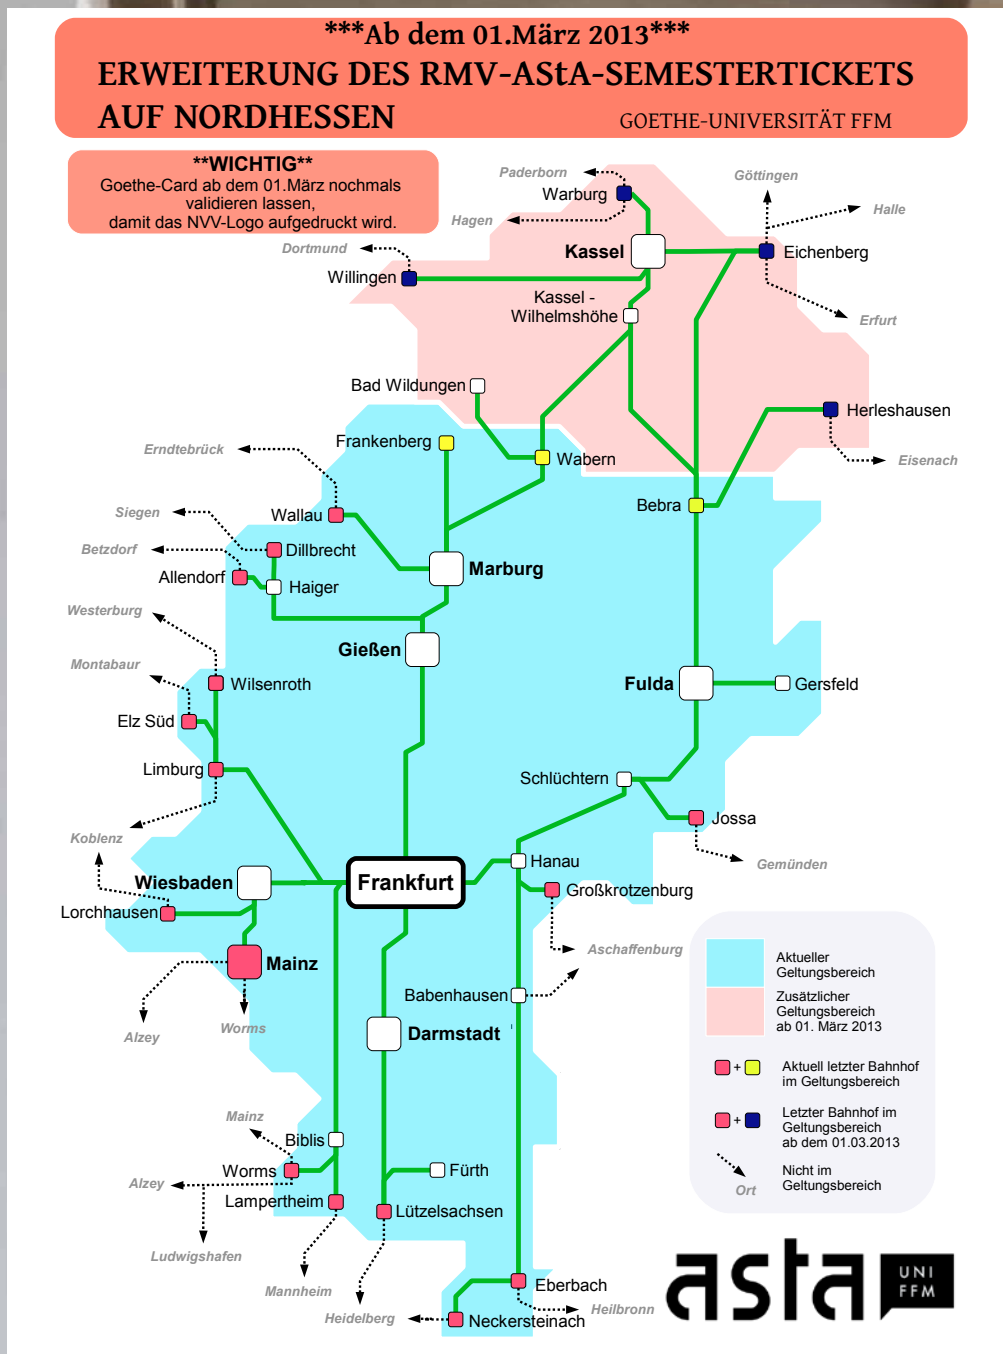 ***Ab dem 01.März 2013***
ERWEITERUNG DES RMV-AStA-SEMESTERTICKETS
AUF NORDHESSEN
GOETHE-UNIVERSITÄT FFM
**WICHTIG**
Goethe-Card ab dem 01.März nochmals
validieren lassen,
damit das NVV-Logo aufgedruckt wird.
Paderborn
Göttingen
Warburg
Halle
Hagen
Dortmund
Kassel
Eichenberg
Willingen
Kassel -
Wilhelmshöhe
Erfurt
Bad Wildungen
Herleshausen
Frankenberg
Erndtebrück
Wabern
Eisenach
Bebra
Siegen
Wallau
Betzdorf
Dillbrecht
Allendorf
Haiger
Marburg
Westerburg
Gießen
Montabaur
Wilsenroth
Fulda
Gersfeld
Elz Süd
Limburg
Schlüchtern
Jossa
Koblenz
Hanau
Gemünden
Wiesbaden
Frankfurt
Großkrotzenburg
Lorchhausen
Aschaffenburg
Mainz
Babenhausen
Alzey
Worms
Darmstadt
Aktueller
Geltungsbereich
Zusätzlicher
Geltungsbereich
ab 01. März 2013
+
Aktuell letzter Bahnhof
im Geltungsbereich
+
Letzter Bahnhof im
Geltungsbereich
ab dem 01.03.2013
Ort
Nicht im
Geltungsbereich
Mainz
Biblis
Worms
Fürth
Alzey
Lampertheim
Lützelsachsen
Ludwigshafen
Mannheim
Eberbach
Heidelberg
Neckersteinach
Heilbronn
asta
UNI
FFM